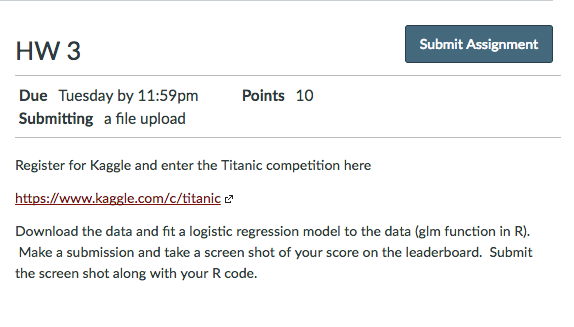 HW 3
Submit Assignment
Due Tuesday by 11:59pm Points 10
Submitting a file upload
Register for Kaggle and enter the Titanic competition here
https://www.kaggle.com/c/titanic
Download the data and fit a logistic regression model to the data (glm function in R).
Make a submission and take a screen shot of your score on the leaderboard. Submit
the screen shot along with your R code.